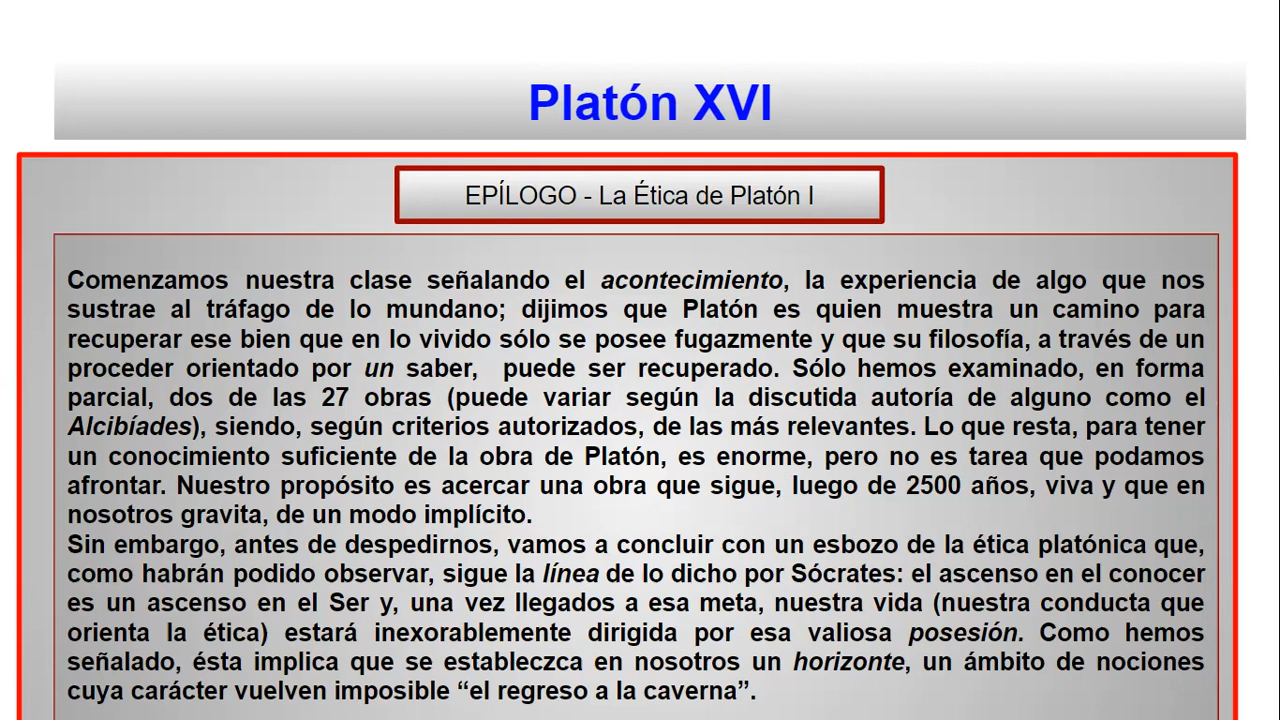 Platón XVI
EPÍLOGO - La Ética de Platón I
Comenzamos nuestra clase señalando el acontecimiento, la experiencia de algo que nos
sustrae al tráfago de lo mundano; dijimos que Platón es quien muestra un camino para
recuperar ese bien que en lo vivido sólo se posee fugazmente y que su filosofía, a través de un
proceder orientado por un saber, puede ser recuperado. Sólo hemos examinado, en forma
parcial, dos de las 27 obras (puede variar según la discutida autoría de alguno como el
Alcibíades), siendo, según criterios autorizados, de las más relevantes. Lo que resta, para tener
un conocimiento suficiente de la obra de Platón, es enorme, pero no es tarea que podamos
afrontar. Nuestro propósito es acercar una obra que sigue, luego de 2500 años, viva y que en
nosotros gravita, de un modo implícito.
Sin embargo, antes de despedirnos, vamos a concluir con un esbozo de la ética platónica que,
como habrán podido observar, sigue la línea de lo dicho por Sócrates: el ascenso en el conocer
es un ascenso en el Ser y, una vez llegados a esa meta, nuestra vida (nuestra conducta que
orienta la ética) estará inexorablemente dirigida por esa valiosa posesión. Como hemos
señalado, ésta implica que se estableczca en nosotros un horizonte, un ámbito de nociones
cuya carácter vuelven imposible “el regreso a la caverna”.